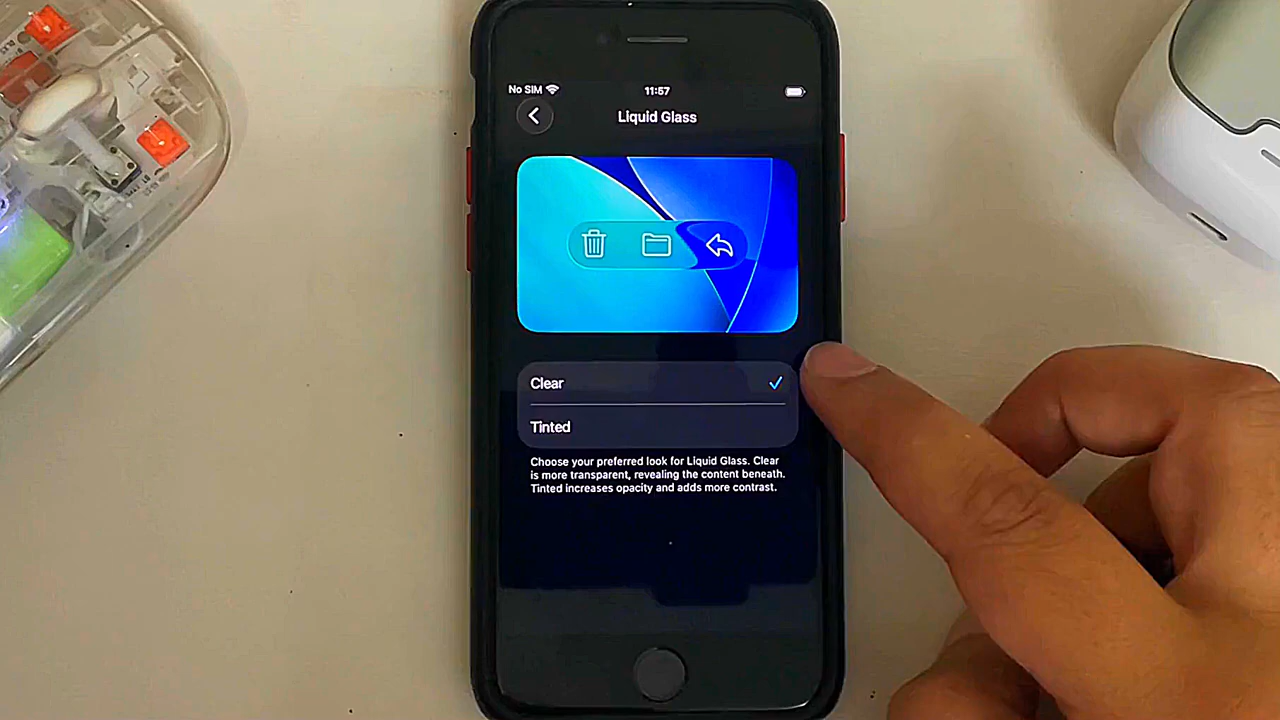 No SIM
11:57
Liquid Glass
Clear
Tinted
Choose your preferred look for Liquid Glass. Clear
is more transparent, revealing the content beneath.
Tinted increases opacity and adds more contrast.